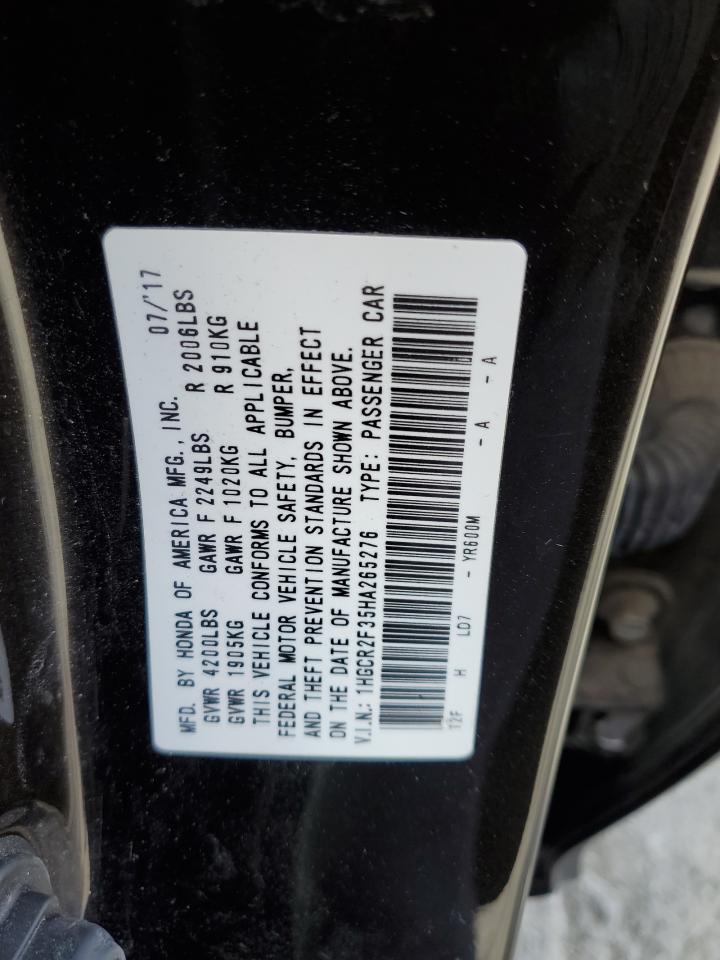 MFD. BY HONDA OF AMERICA MFG., INC. 07/'17
GVWR 4200LBS GAWR F 2249LBS R 2006LBS
GVWR 1905KG GAWR F 1020KG R 910KG
THIS VEHICLE CONFORMS TO ALL APPLICABLE
FEDERAL MOTOR VEHICLE SAFETY, BUMPER,
AND THEFT PREVENTION STANDARDS IN EFFECT
ON THE DATE OF MANUFACTURE SHOWN ABOVE.
V.I.N.: 1HGCR2F35HA265276 TYPE: PASSENGER CAR
T2F H LD7 - YR600M - A - A